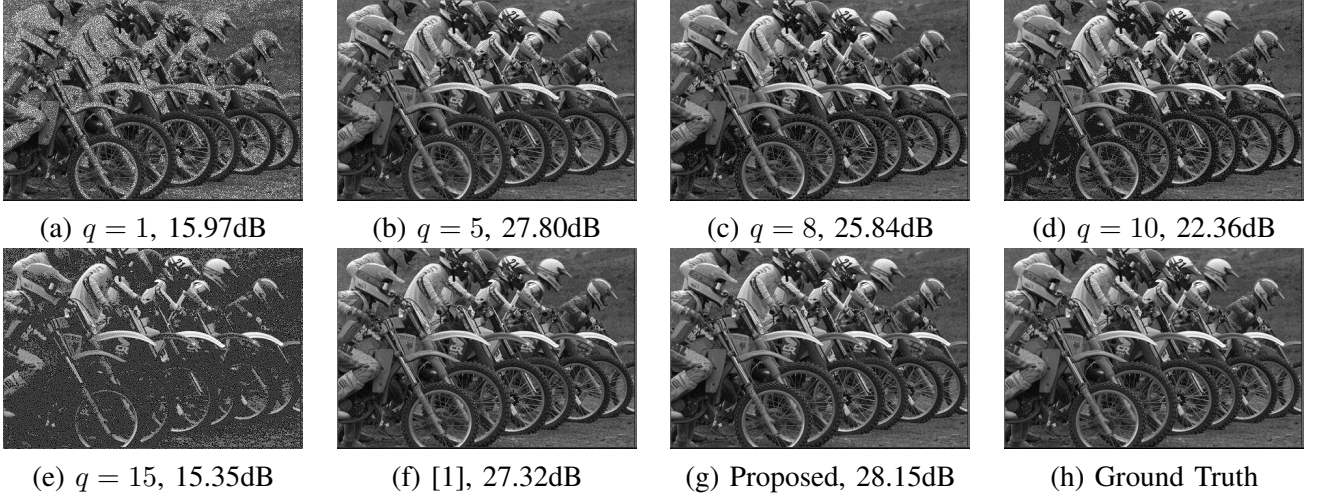 (a) q = 1, 15.97dB
(b) q = 5, 27.80dB
(c) q = 8, 25.84dB
(d) q = 10, 22.36dB
(e) q = 15, 15.35dB
(f) [1], 27.32dB
(g) Proposed, 28.15dB
(h) Ground Truth